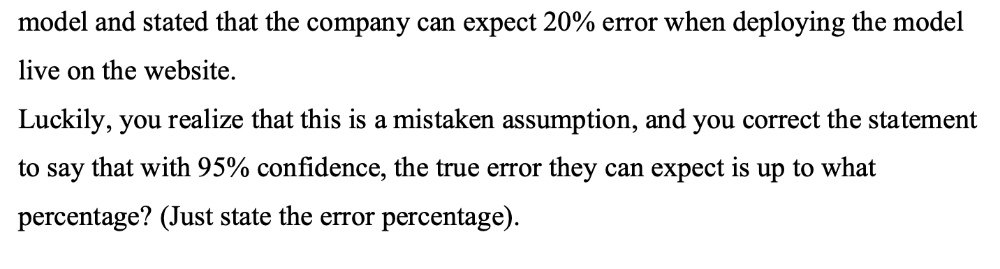 model and stated that the company can expect 20% error when deploying the model
live on the website.
Luckily, you realize that this is a mistaken assumption, and you correct the statement
to say that with 95% confidence, the true error they can expect is up to what
percentage? (Just state the error percentage).